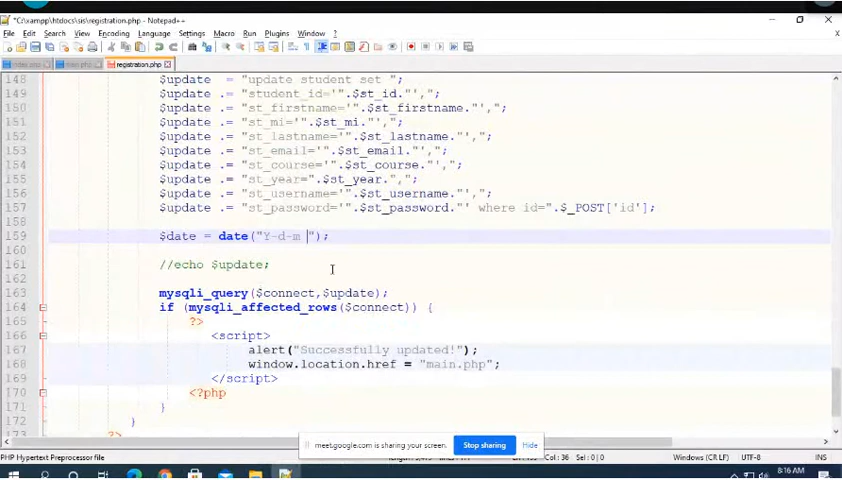 *C:\xampp\htdocs\sis\registration.php - Notepad++
File Edit Search View Encoding Language Settings Macro Run Plugins Window
registration.php
148 $update = "update student set ";
149 $update .= "student_id='".$st_id."',";
150 $update .= "st_firstname='".$st_firstname."',";
151 $update .= "st_mi='".$st_mi."',";
152 $update .= "st_lastname='".$st_lastname."',";
153 $update .= "st_email='".$st_email."',";
154 $update .= "st_course='".$st_course."',";
155 $update .= "st_year=".$st_year.",";
156 $update .= "st_username='".$st_username."',";
157 $update .= "st_password='".$st_password."' where id=".$_POST['id'];
158
159 $date = date("Y-d-m ");
160
161 //echo $update;
162
163 mysqli_query($connect,$update);
164 if (mysqli_affected_rows($connect)) {
165 ?>
166 <script>
167 alert("Successfully updated!");
168 window.location.href = "main.php";
169 </script>
170 <?php
171 }
172 }
173 ?>
meet.google.com is sharing your screen. Stop sharing Hide
PHP Hypertext Preprocessor file Col : 36 Sel : 0 | 0 Windows (CR LF) UTF-8 INS
8:16 AM